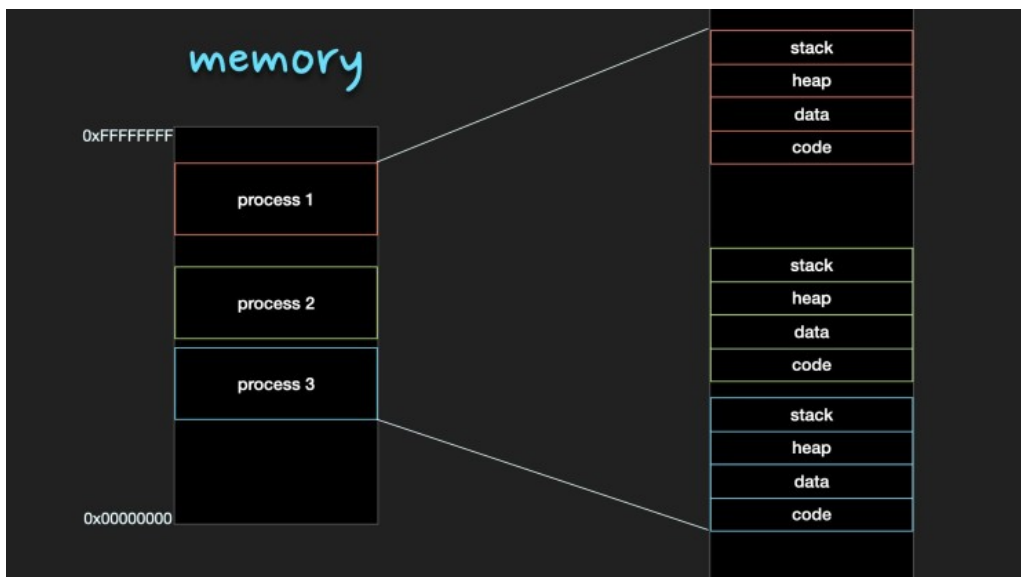 memory
0xFFFFFFFF
process 1
process 2
process 3
0x00000000
stack
heap
data
code
stack
heap
data
code
stack
heap
data
code